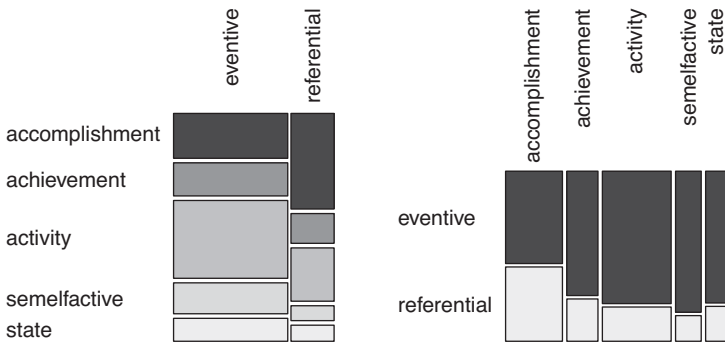 eventive
referential
accomplishment
achievement
activity
semelfactive
state
accomplishment
achievement
activity
semelfactive
state
eventive
referential